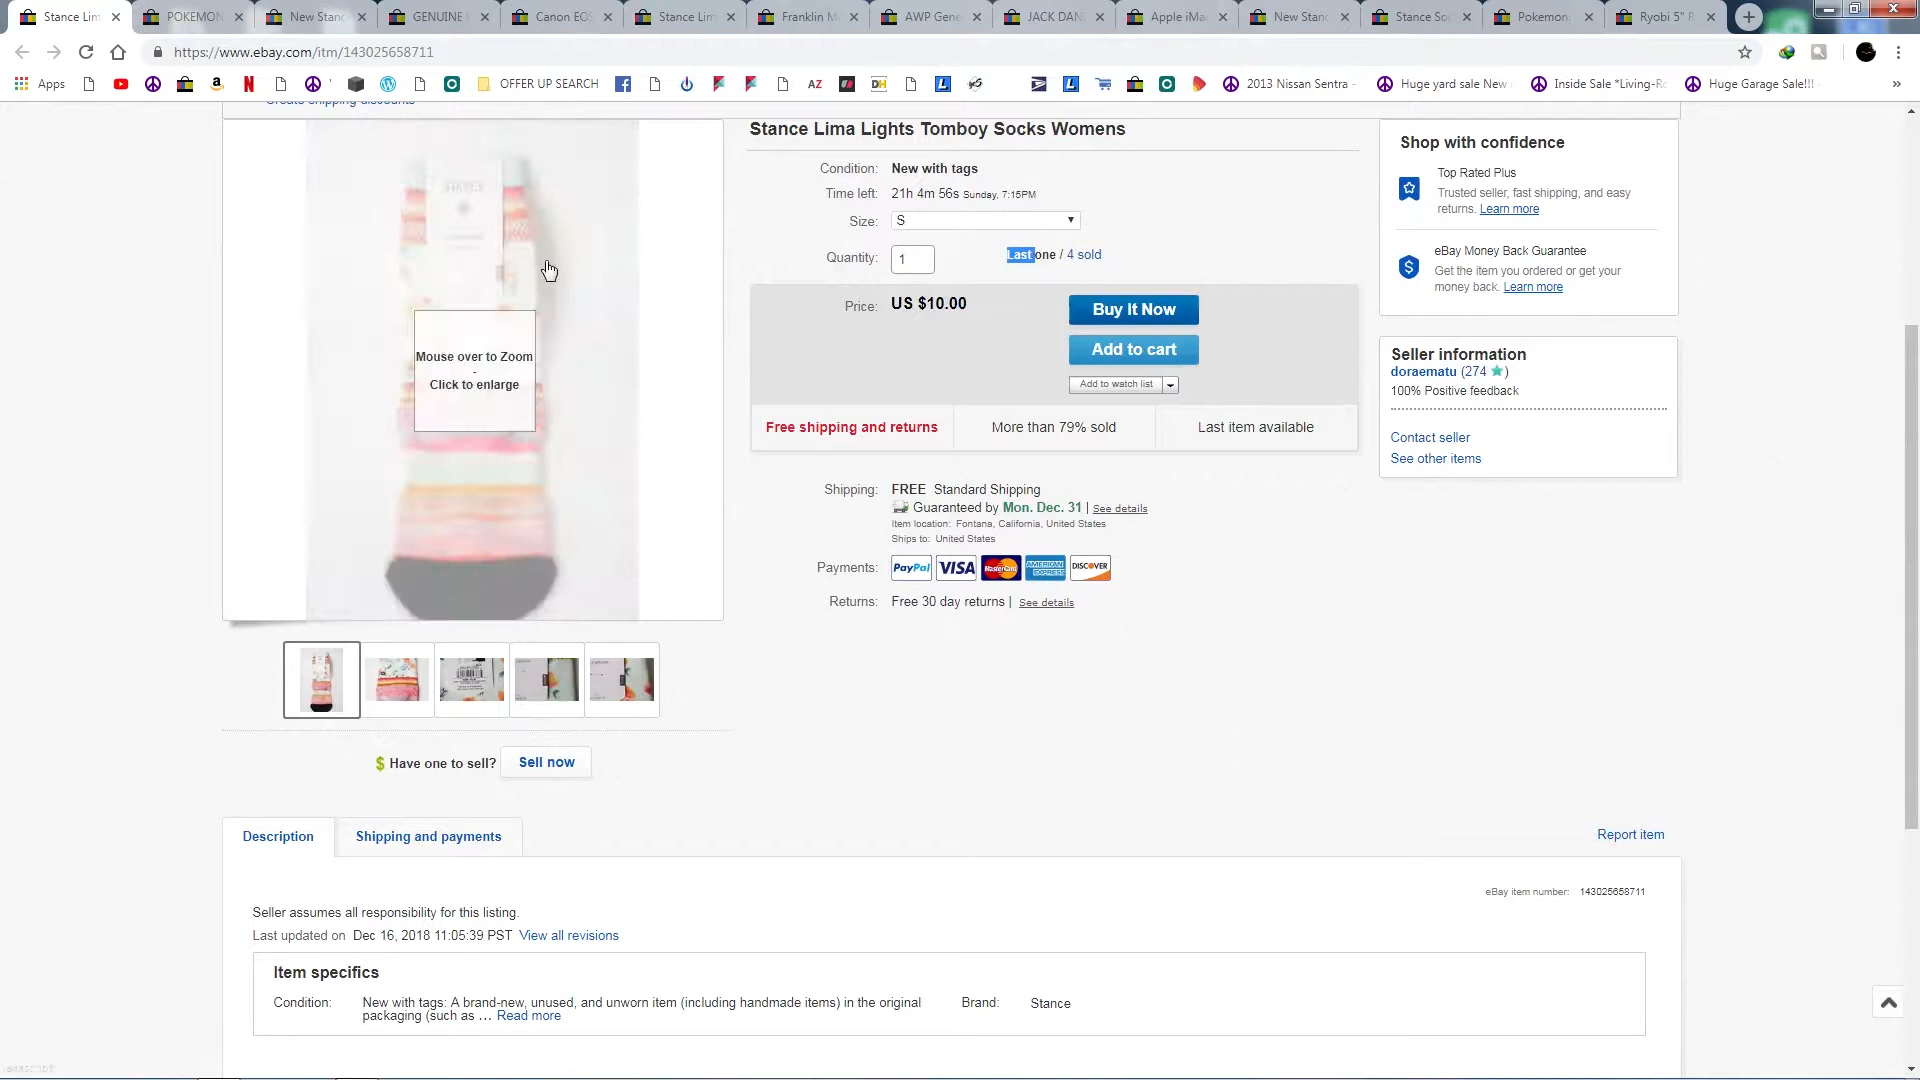 Stance Lim
POKEMON
New Stanc
GENUINE
Canon EOS
Stance Lim
Franklin M
AWP Gene
JACK DANI
Apple iMa
New Stanc
Stance So
Pokemon
Ryobi 5" R
https://www.ebay.com/itm/143025658711
Apps
OFFER UP SEARCH
AZ
DH
2013 Nissan Sentra -
Huge yard sale New
Inside Sale *Living-Ro
Huge Garage Sale!!!
Create shipping discounts
Stance Lima Lights Tomboy Socks Womens
Condition: New with tags
Time left: 21h 4m 56s Sunday, 7:15PM
Size: S
Quantity: 1 Last one / 4 sold
Price: US $10.00
Buy It Now
Add to cart
Add to watch list
Free shipping and returns
More than 79% sold
Last item available
Shipping: FREE Standard Shipping
Guaranteed by Mon. Dec. 31 | See details
Item location: Fontana, California, United States
Ships to: United States
Payments: PayPal VISA MasterCard AMERICAN EXPRESS DISCOVER
Returns: Free 30 day returns | See details
Shop with confidence
Top Rated Plus
Trusted seller, fast shipping, and easy
returns. Learn more
eBay Money Back Guarantee
Get the item you ordered or get your
money back. Learn more
Seller information
doraematu (274 )
100% Positive feedback
Contact seller
See other items
Mouse over to Zoom
-
Click to enlarge
$ Have one to sell? Sell now
Description
Shipping and payments
Report item
eBay item number: 143025658711
Seller assumes all responsibility for this listing.
Last updated on Dec 16, 2018 11:05:39 PST View all revisions
Item specifics
Condition: New with tags: A brand-new, unused, and unworn item (including handmade items) in the original
packaging (such as ... Read more
Brand: Stance